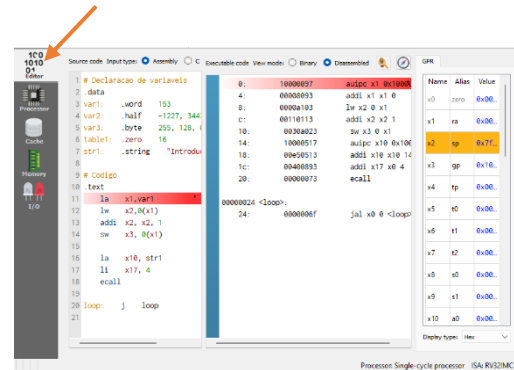 100
1010
01
Editor
Processor
Cache
Memory
I/O
Source code Input type: Assembly C Executable code View mode: Binary Disassembled GPR
1 # Declaracao de variaveis
2 .data
3 var1: .word 153
4 var2: .half -1227, 344
5 var3: .byte 255, 128,
6 table1: .zero 16
7 str1: .string "Introdu
8
9 # Codigo
10 .text
11 la x1,var1
12 lw x2,0(x1)
13 addi x2, x2, 1
14 sw x3, 0(x1)
15
16 la x10, str1
17 li x17, 4
18 ecall
19
20 loop: j loop
21
0: 10000097 auipc x1 0x1000
4: 00008093 addi x1 x1 0
8: 0000a103 lw x2 0 x1
c: 00110113 addi x2 x2 1
10: 0030a023 sw x3 0 x1
14: 10000517 auipc x10 0x100
18: 00e50513 addi x10 x10 14
1c: 00400893 addi x17 x0 4
20: 00000073 ecall
00000024 <loop>:
24: 0000006f jal x0 0 <loop>
Name Alias Value
x0 zero 0x00...
x1 ra 0x00...
x2 sp 0x7f...
x3 gp 0x10...
x4 tp 0x00...
x5 t0 0x00...
x6 t1 0x00...
x7 t2 0x00...
x8 s0 0x00...
x9 s1 0x00...
x10 a0 0x00...
Display type: Hex
Processor: Single-cycle processor ISA: RV32IMC